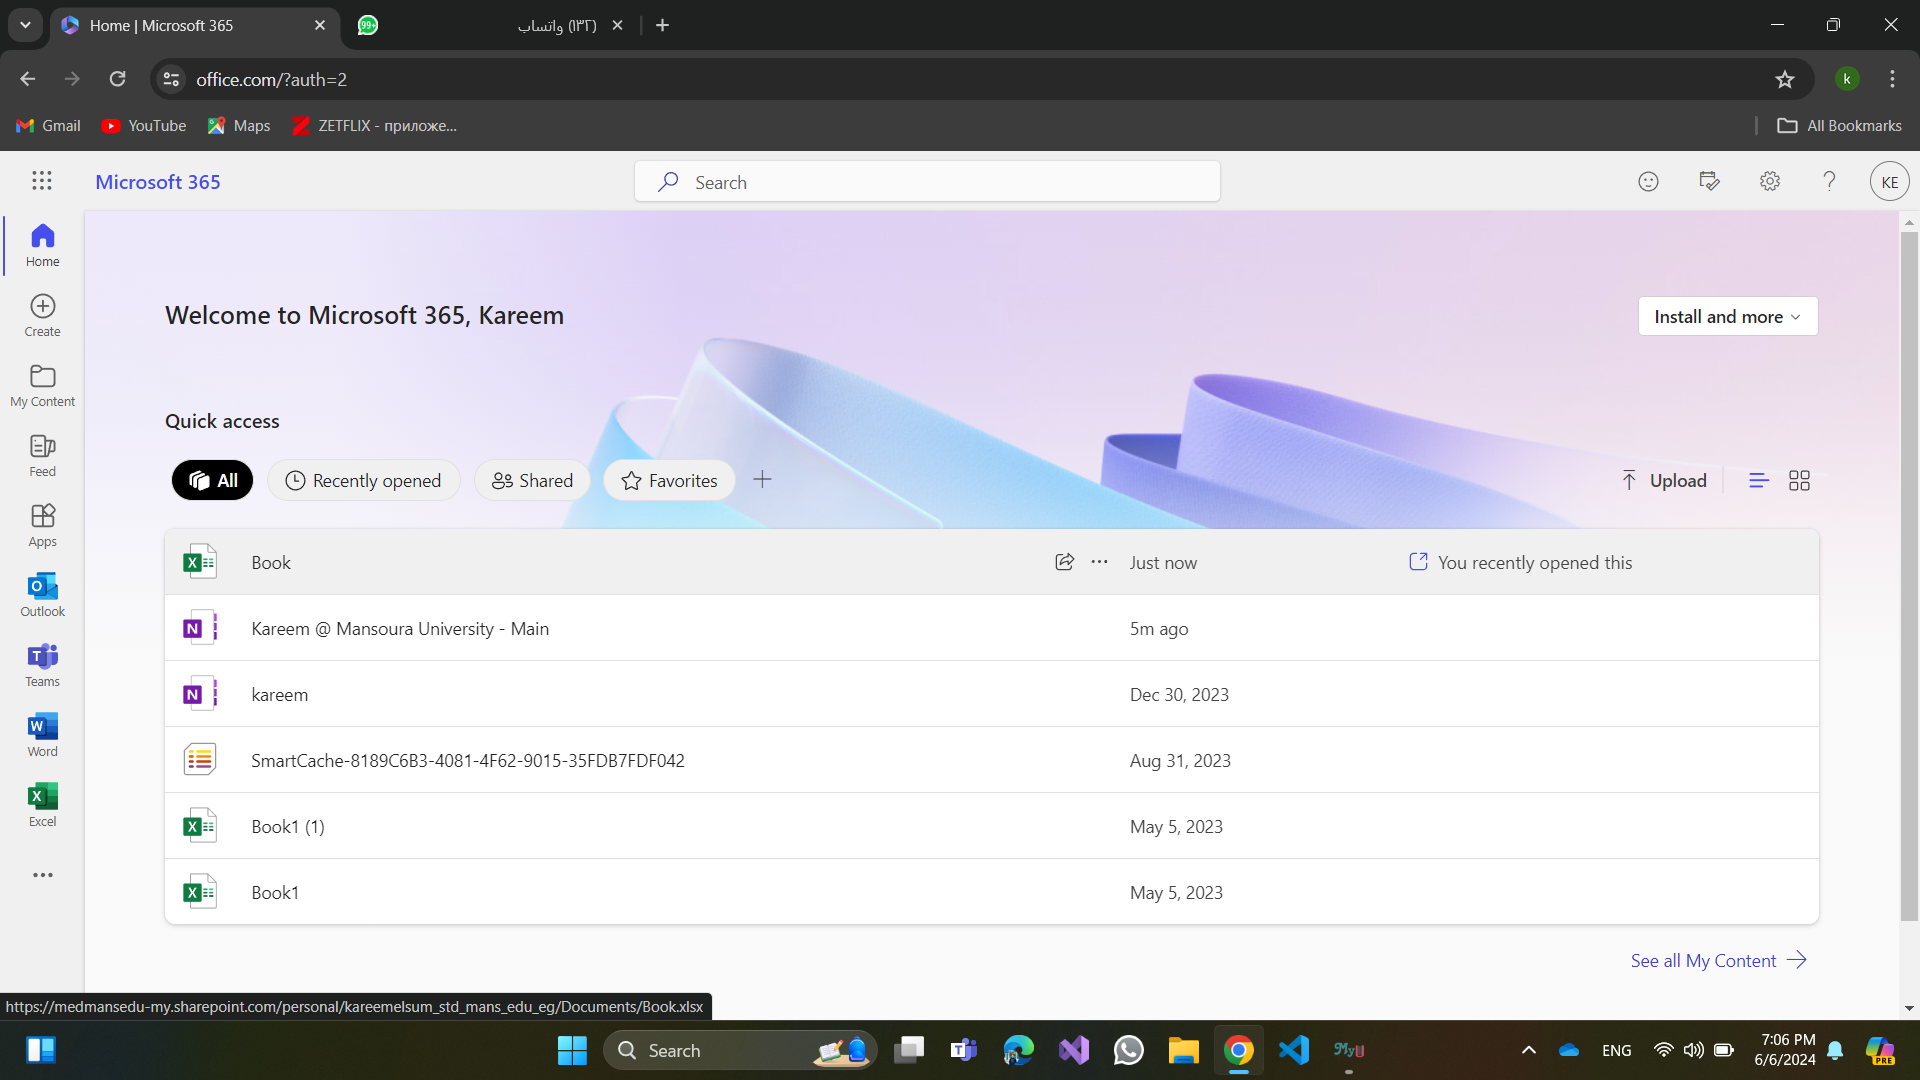 Home | Microsoft 365
99+
(١٣٢) واتساب
office.com/?auth=2
k
Gmail
YouTube
Maps
ZETFLIX - приложе...
All Bookmarks
Microsoft 365
Search
KE
Home
Create
My Content
Feed
Apps
Outlook
Teams
Word
Excel
Welcome to Microsoft 365, Kareem
Install and more
Quick access
All
Recently opened
Shared
Favorites
Upload
Book Just now You recently opened this
Kareem @ Mansoura University - Main 5m ago
kareem Dec 30, 2023
SmartCache-8189C6B3-4081-4F62-9015-35FDB7FDF042 Aug 31, 2023
Book1 (1) May 5, 2023
Book1 May 5, 2023
See all My Content
https://medmansedu-my.sharepoint.com/personal/kareemelsum_std_mans_edu_eg/Documents/Book.xlsx
Search
MyU
ENG
7:06 PM
6/6/2024
PRE